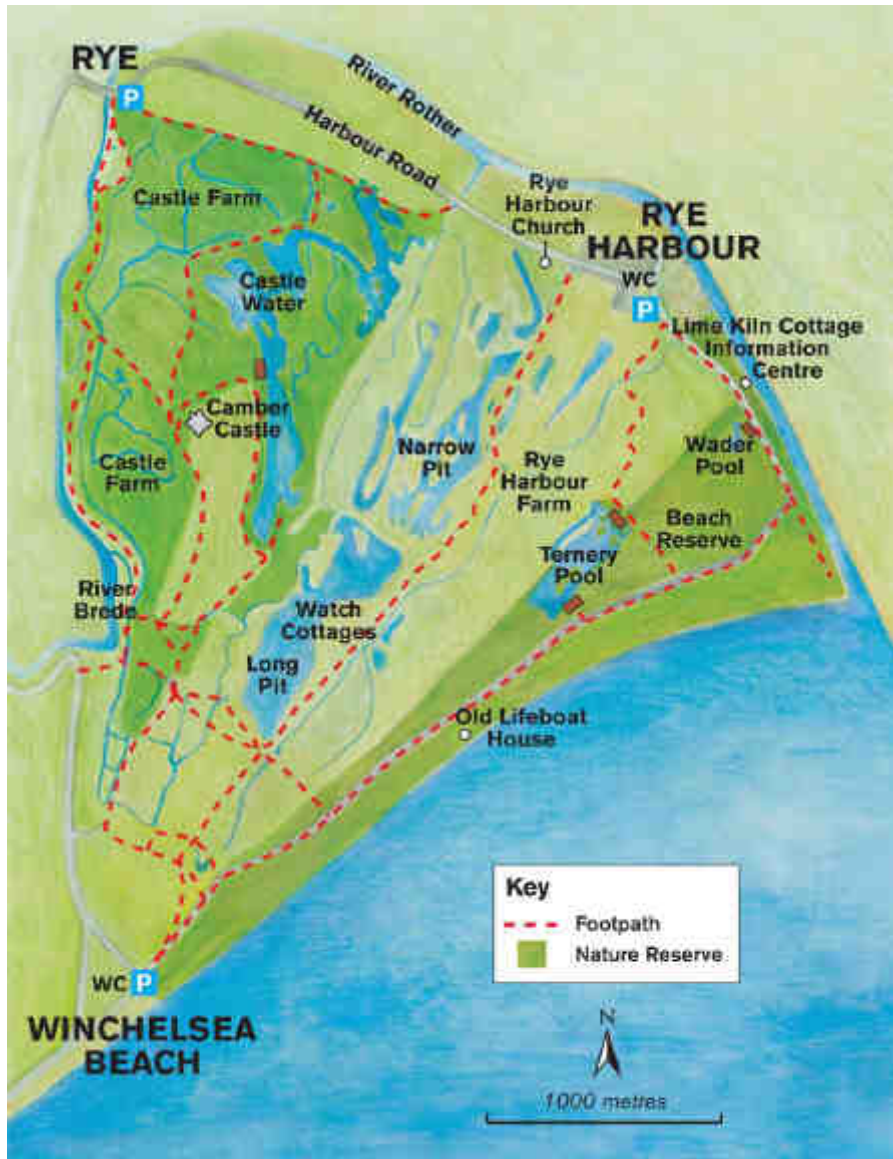 RYE
P
River Rother
Harbour Road
Castle Farm
Rye
Harbour
Church
RYE
HARBOUR
WC
P
Castle
Water
Lime Kiln Cottage
Information
Centre
Camber
Castle
Castle
Farm
Narrow
Pit
Rye
Harbour
Farm
Wader
Pool
Beach
Reserve
Ternery
Pool
River
Brede
Watch
Cottages
Long
Pit
Old Lifeboat
House
Key
Footpath
Nature Reserve
WC P
WINCHELSEA
BEACH
N
1000 metres